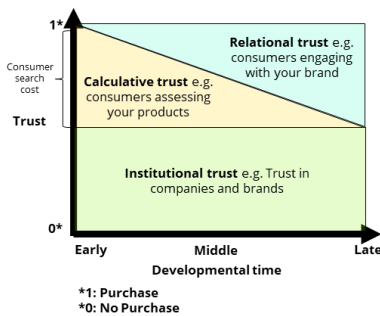 1*
Relational trust e.g.
consumers engaging
with your brand
Consumer
search
cost
Calculative trust e.g.
consumers assessing
your products
Trust
Institutional trust e.g. Trust in
companies and brands
0*
Early
Middle
Late
Developmental time
*1: Purchase
*0: No Purchase